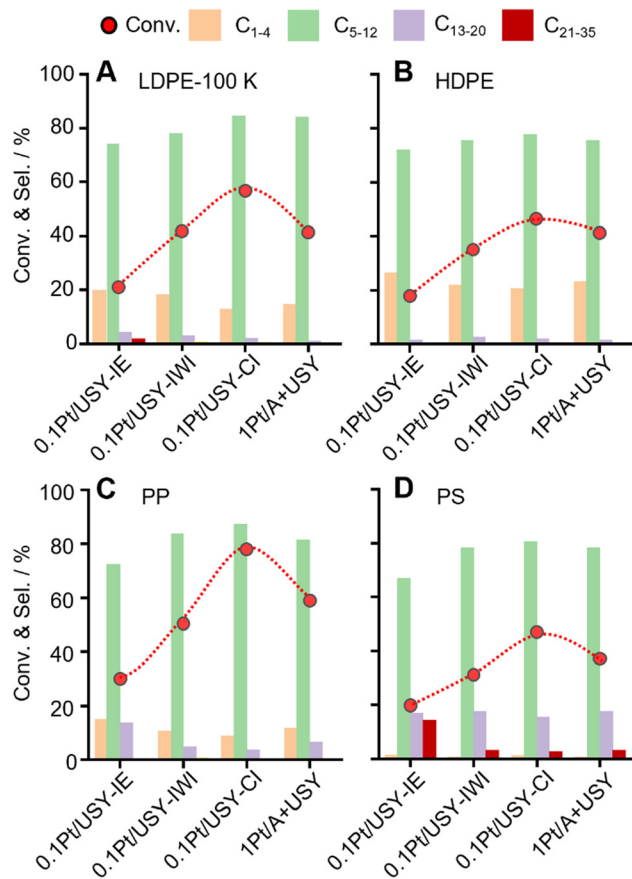 Conv. C₁₋₄ C₅₋₁₂ C₁₃₋₂₀ C₂₁₋₃₅
A LDPE-100 K
B HDPE
100
80
60
40
20
0
Conv. & Sel. / %
0.1Pt/USY-IE
0.1Pt/USY-IWI
0.1Pt/USY-CI
1Pt/A+USY
0.1Pt/USY-IE
0.1Pt/USY-IWI
0.1Pt/USY-CI
1Pt/A+USY
C PP
D PS
100
80
60
40
20
0
Conv. & Sel. / %
0.1Pt/USY-IE
0.1Pt/USY-IWI
0.1Pt/USY-CI
1Pt/A+USY
0.1Pt/USY-IE
0.1Pt/USY-IWI
0.1Pt/USY-CI
1Pt/A+USY